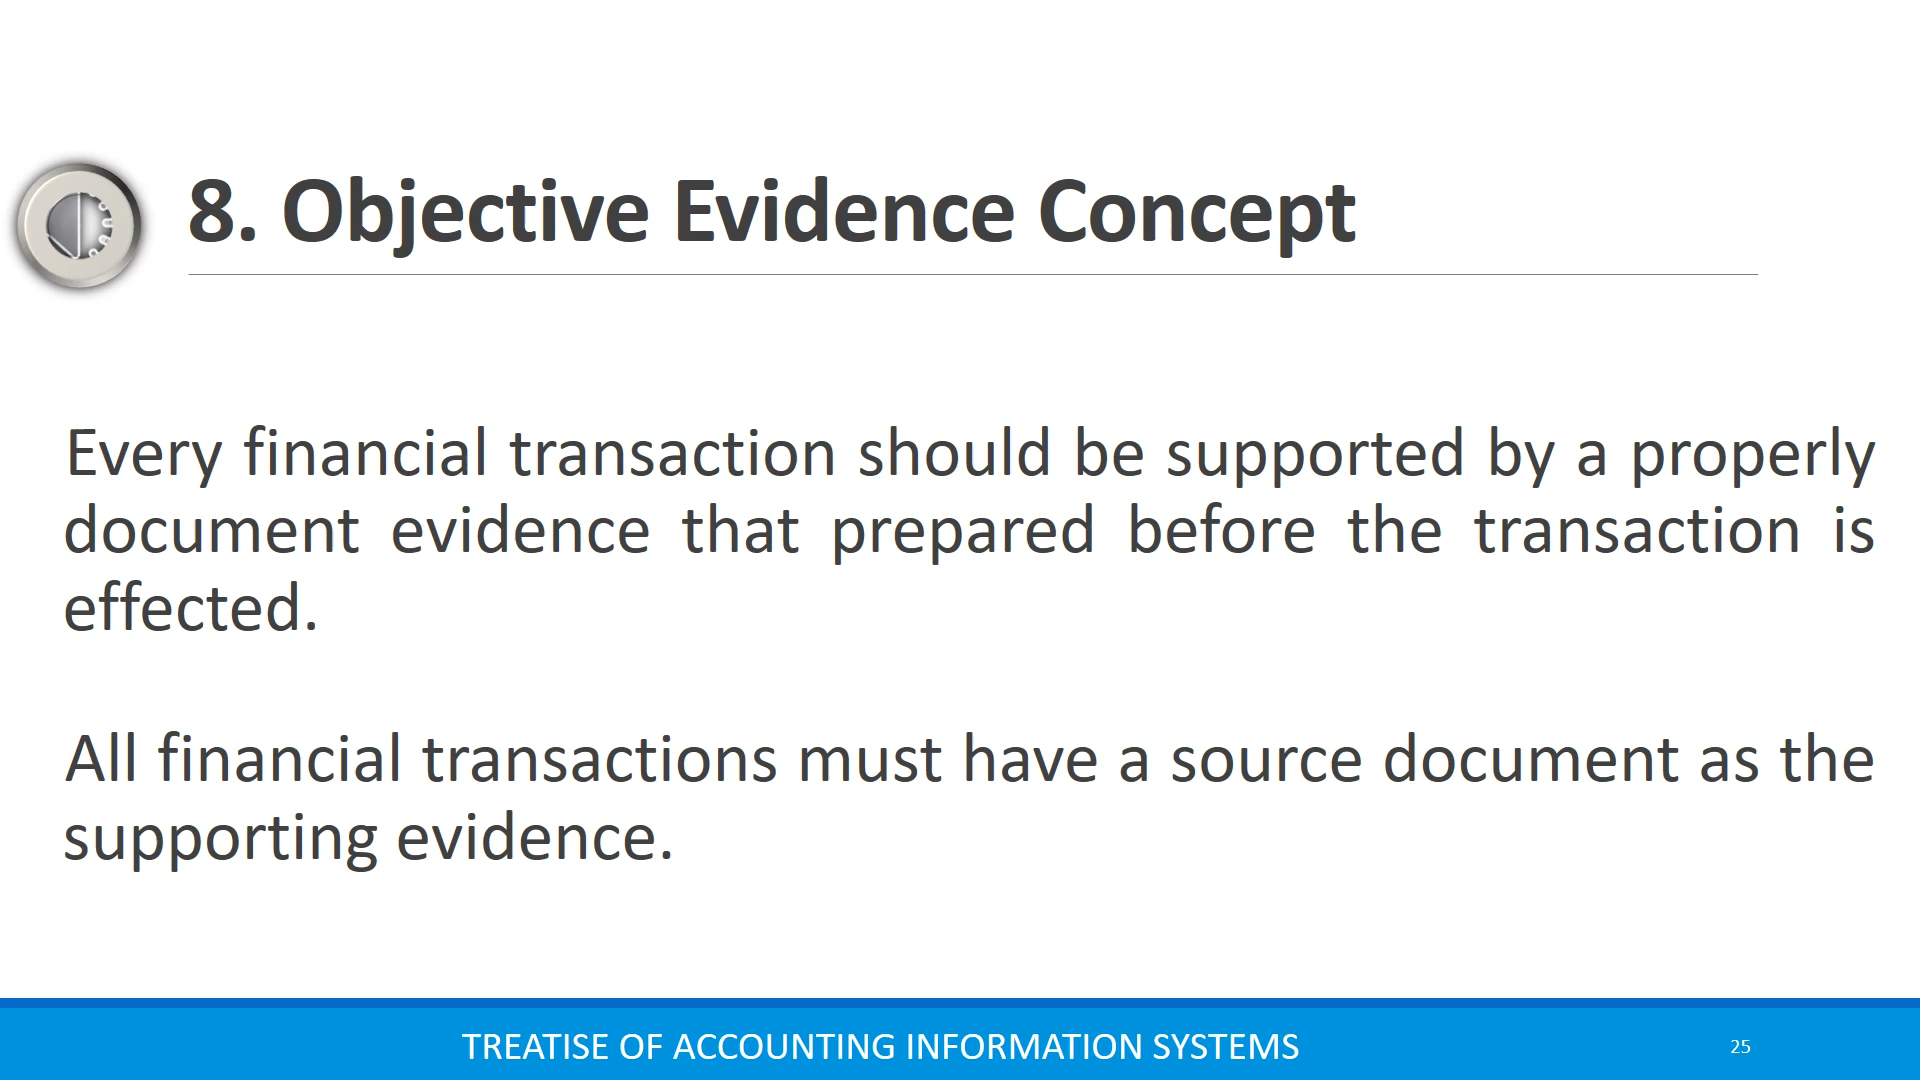 8. Objective Evidence Concept
Every financial transaction should be supported by a properly
document evidence that prepared before the transaction is
effected.
All financial transactions must have a source document as the
supporting evidence.
TREATISE OF ACCOUNTING INFORMATION SYSTEMS
25